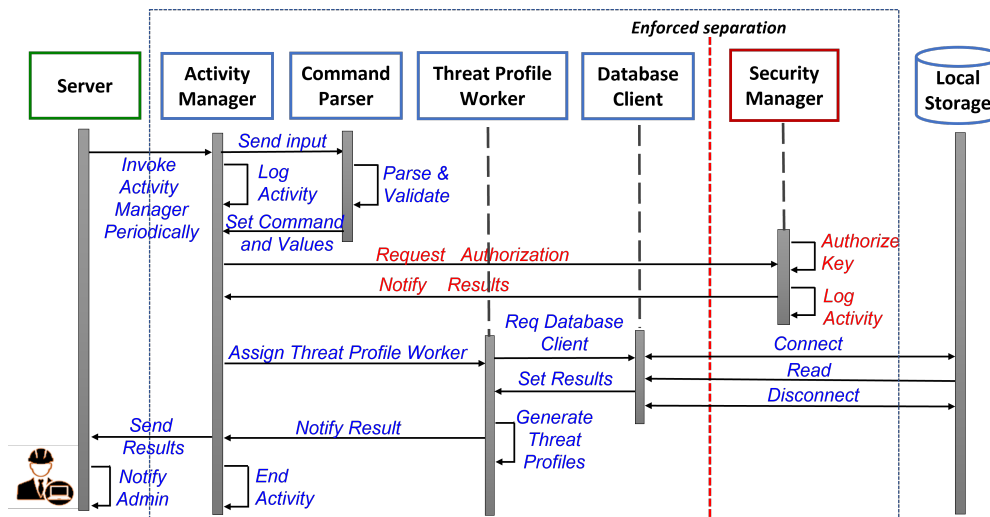 Enforced separation
Server
Activity
Manager
Command
Parser
Threat Profile
Worker
Database
Client
Security
Manager
Local
Storage
Send input
Invoke
Activity
Manager
Periodically
Log
Activity
Parse &
Validate
Set Command
and Values
Request Authorization
Authorize
Key
Notify Results
Log
Activity
Req Database
Client
Connect
Assign Threat Profile Worker
Read
Set Results
Disconnect
Send
Results
Notify Result
Generate
Threat
Profiles
Notify
Admin
End
Activity